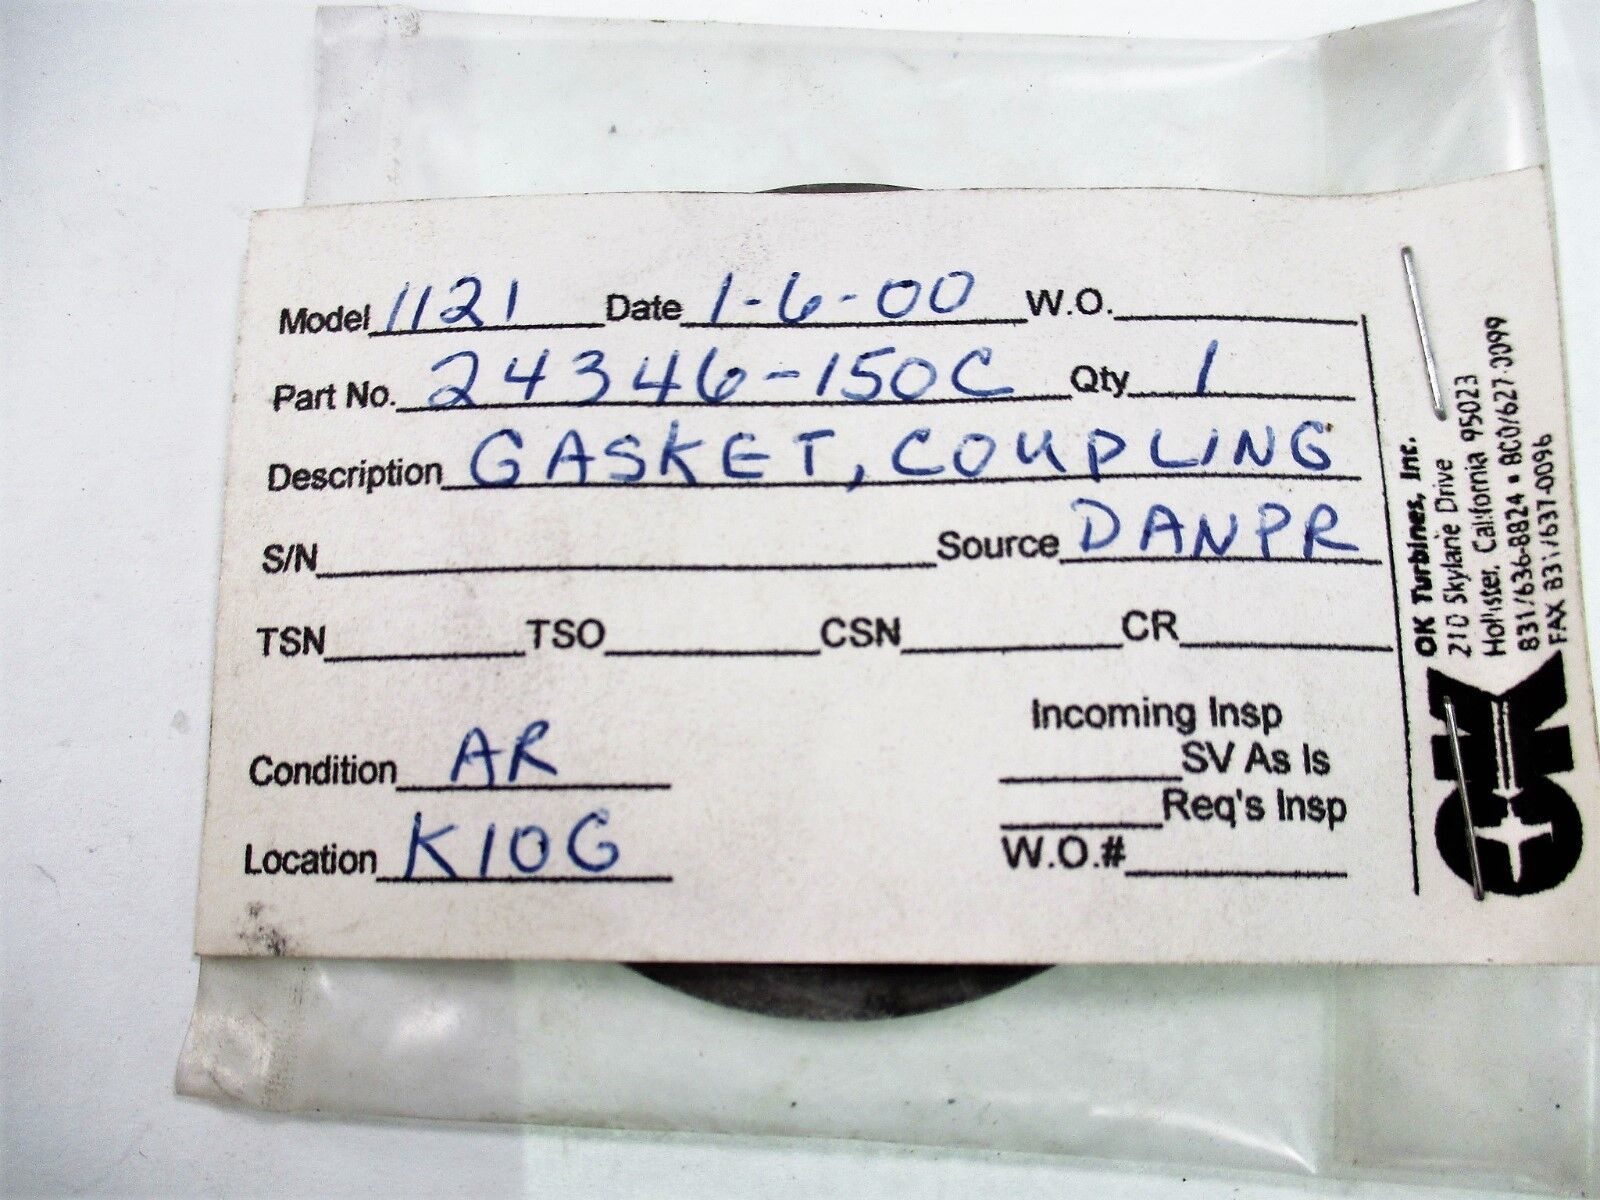 Model 1121 Date 1-6-00 W.O.
Part No. 24346-150C Qty 1
Description GASKET, COUPLING
S/N Source DANPR
TSN TSO CSN CR
Incoming Insp
Condition AR SV As Is
Req's Insp
Location K10G W.O.#
OK Turbines, Inc.
210 Skylane Drive
Hollister, California 95023
831/636-8824 ▪ 800/627-0099
FAX 831/637-0096
OK